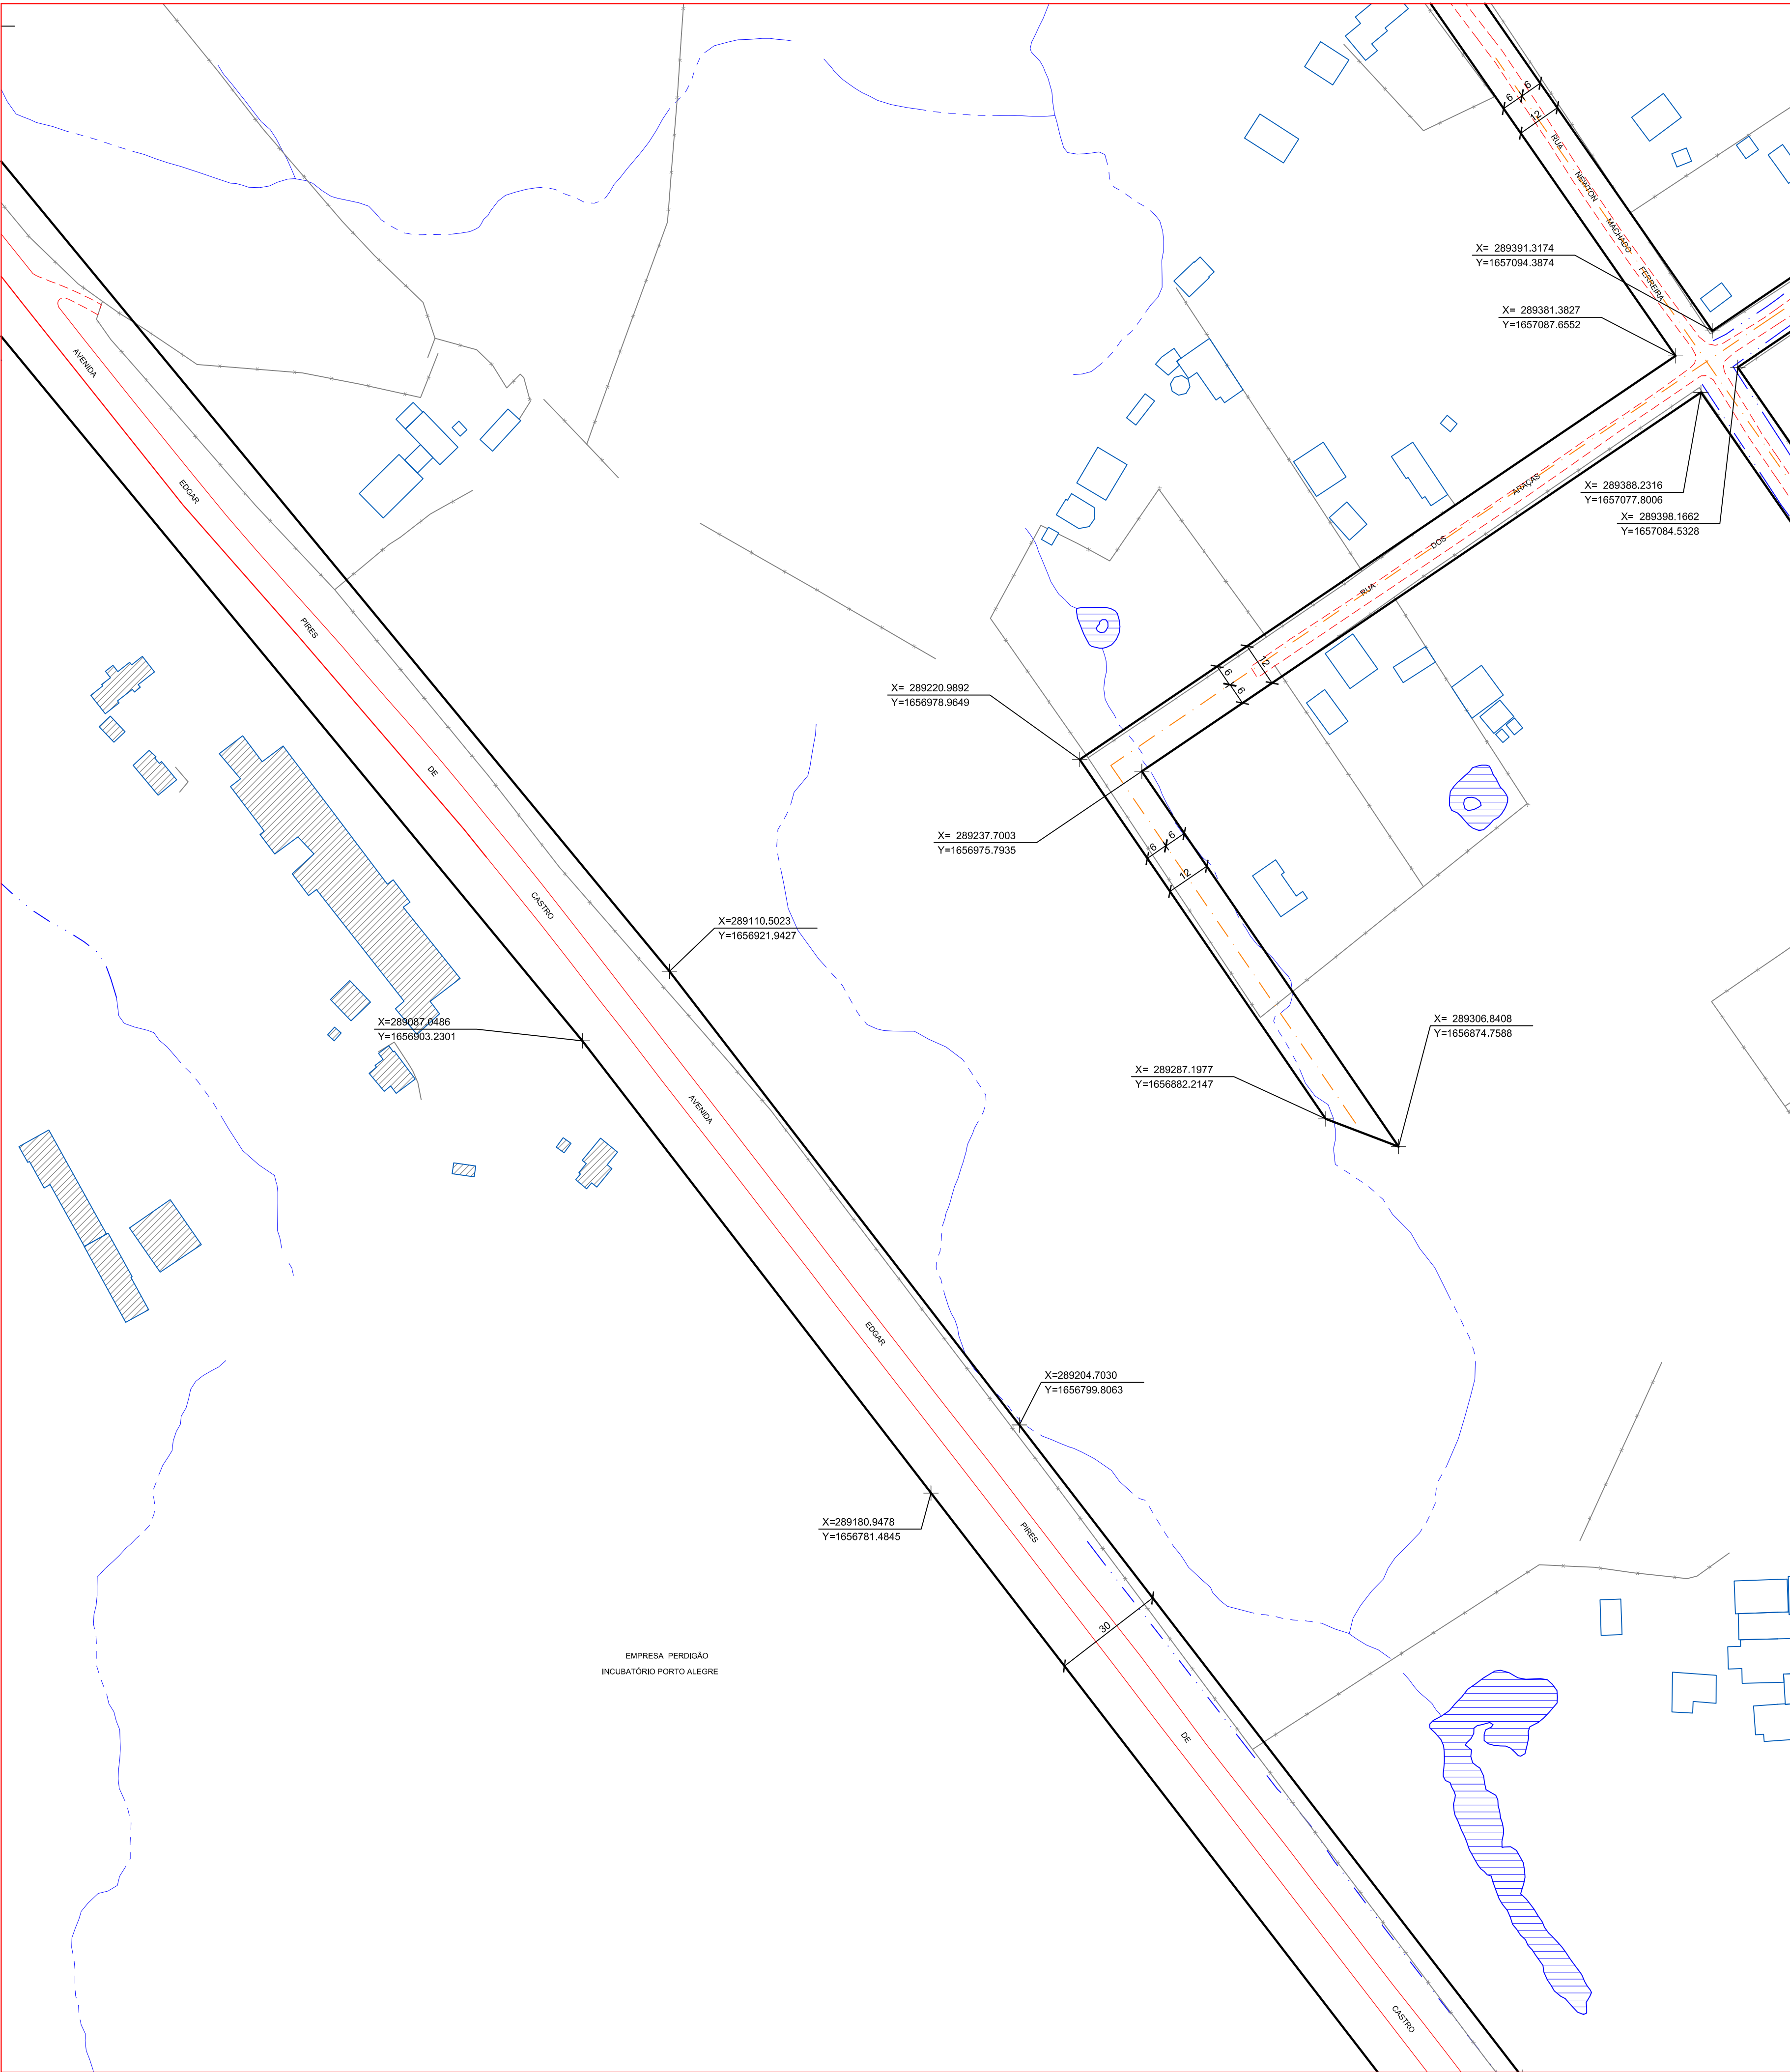 6
6
12
RUA
NEWTON
MACHADO
FERREIRA
X= 289391.3174
Y=1657094.3874
X= 289381.3827
Y=1657087.6552
AVENIDA
EDGAR
PIRES
DE
CASTRO
X= 289388.2316
Y=1657077.8006
X= 289398.1662
Y=1657084.5328
ARAÇÁS
DOS
RUA
12
6
6
X= 289220.9892
Y=1656978.9649
X= 289237.7003
Y=1656975.7935
6
6
12
X=289110.5023
Y=1656921.9427
X=289087.0486
Y=1656903.2301
X= 289306.8408
Y=1656874.7588
X= 289287.1977
Y=1656882.2147
AVENIDA
EDGAR
PIRES
DE
CASTRO
X=289204.7030
Y=1656799.8063
X=289180.9478
Y=1656781.4845
30
EMPRESA PERDIGÃO
INCUBATÓRIO PORTO ALEGRE